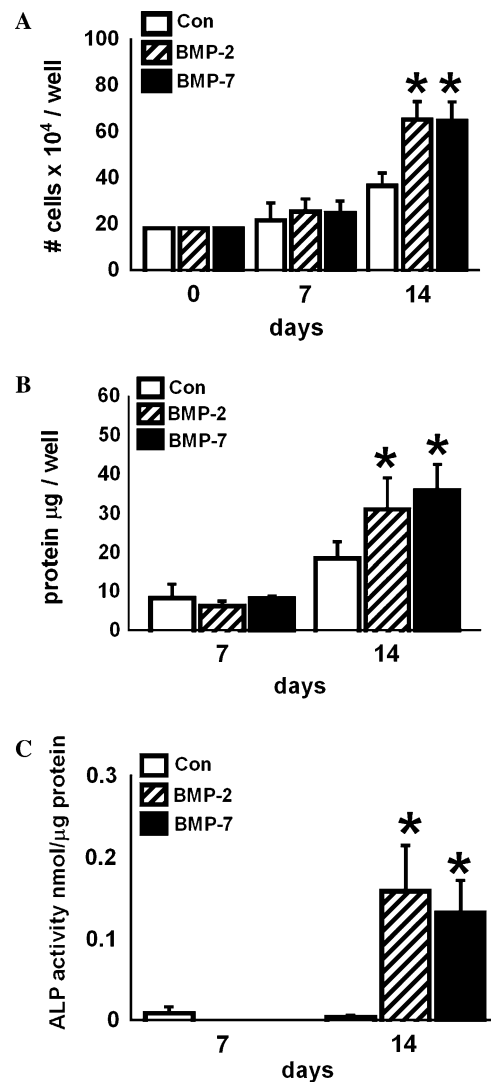 A
Con
BMP-2
BMP-7
# cells x 10⁴ / well
100
80
60
40
20
0
* *
0 7 14
days
B
Con
BMP-2
BMP-7
protein µg / well
60
50
40
30
20
10
0
* *
7 14
days
C
Con
BMP-2
BMP-7
ALP activity nmol/µg protein
0.3
0.2
0.1
0
* *
7 14
days